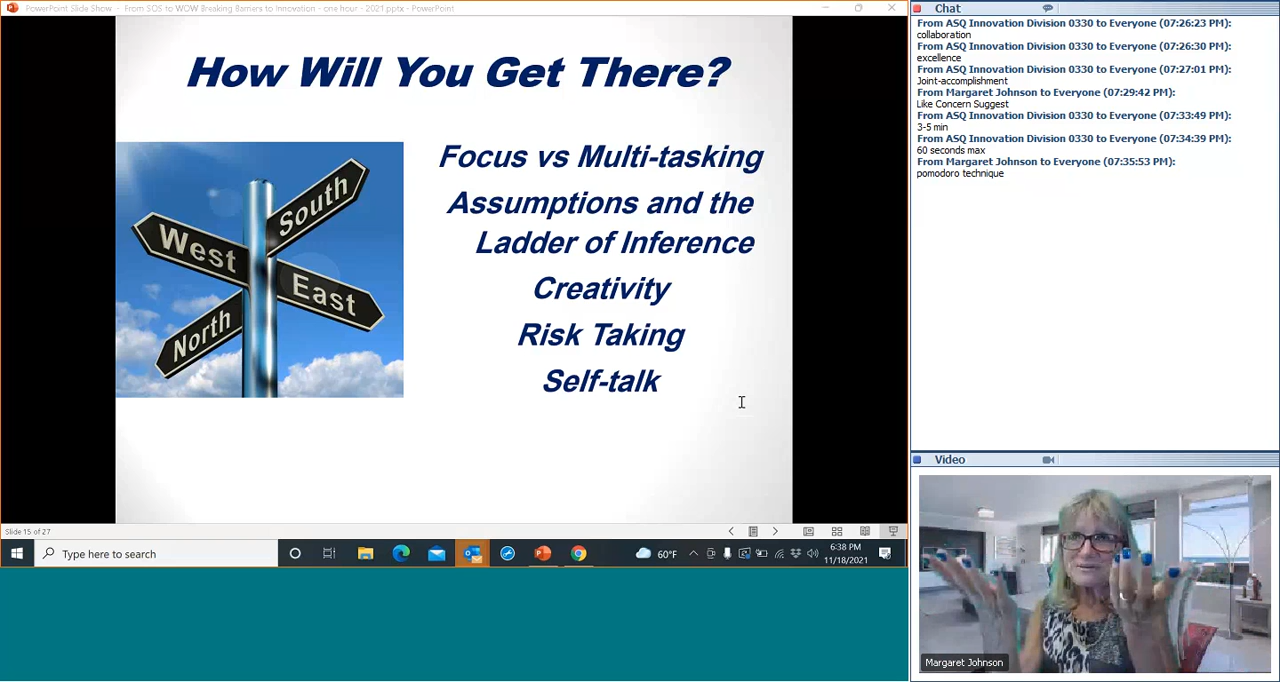 PowerPoint Slide Show - From SOS to WOW Breaking Barriers to Innovation - one hour - 2021.pptx - PowerPoint
How Will You Get There?
South
West
East
North
Focus vs Multi-tasking
Assumptions and the
Ladder of Inference
Creativity
Risk Taking
Self-talk
Slide 15 of 27
Type here to search
60°F
6:38 PM
11/18/2021
Chat
From ASQ Innovation Division 0330 to Everyone (07:26:23 PM):
collaboration
From ASQ Innovation Division 0330 to Everyone (07:26:30 PM):
excellence
From ASQ Innovation Division 0330 to Everyone (07:27:01 PM):
Joint-accomplishment
From Margaret Johnson to Everyone (07:29:42 PM):
Like Concern Suggest
From ASQ Innovation Division 0330 to Everyone (07:33:49 PM):
3-5 min
From ASQ Innovation Division 0330 to Everyone (07:34:39 PM):
60 seconds max
From Margaret Johnson to Everyone (07:35:53 PM):
pomodoro technique
Video
Margaret Johnson